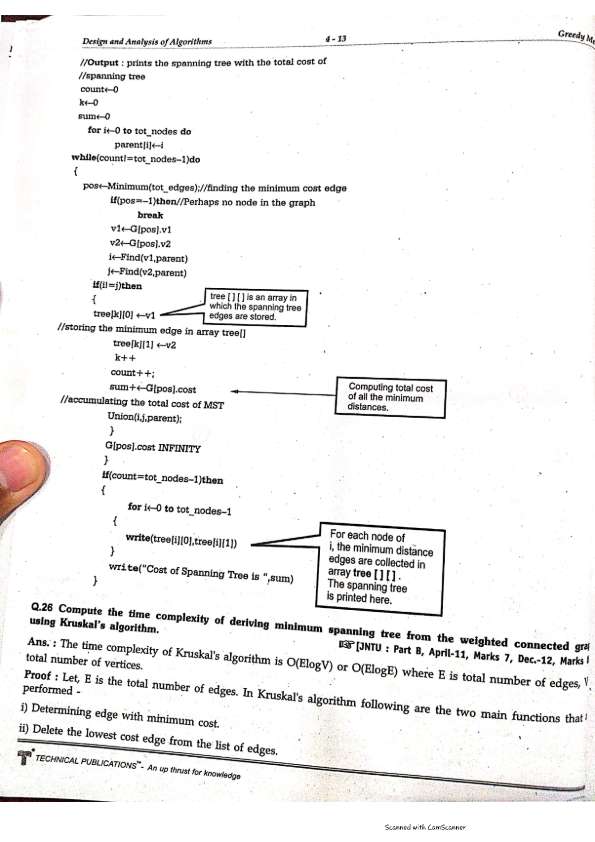 Design and Analysis of Algorithms
4 - 13
Greedy Me
//Output : prints the spanning tree with the total cost of
//spanning tree
count←0
k←0
sum←0
for i←0 to tot_nodes do
parent[i]←i
while(count!=tot_nodes-1)do
{
pos←Minimum(tot_edges);//finding the minimum cost edge
if(pos=-1)then//Perhaps no node in the graph
break
v1←G[pos].v1
v2←G[pos].v2
i←Find(v1,parent)
j←Find(v2,parent)
if(i!=j)then
{
tree[k][0] ←v1
tree [ ] [ ] is an array in
which the spanning tree
edges are stored.
//storing the minimum edge in array tree[]
tree[k][1] ←v2
k++
count++;
sum+←G[pos].cost
Computing total cost
of all the minimum
distances.
//accumulating the total cost of MST
Union(i,j,parent);
}
G[pos].cost INFINITY
}
if(count=tot_nodes-1)then
{
for i←0 to tot_nodes-1
{
write(tree[i][0],tree[i][1])
}
write("Cost of Spanning Tree is ",sum)
}
For each node of
i, the minimum distance
edges are collected in
array tree [ ] [ ] .
The spanning tree
is printed here.
Q.26 Compute the time complexity of deriving minimum spanning tree from the weighted connected gra
using Kruskal's algorithm.
[JNTU : Part B, April-11, Marks 7, Dec.-12, Marks
Ans. : The time complexity of Kruskal's algorithm is O(ElogV) or O(ElogE) where E is total number of edges, V
total number of vertices.
Proof : Let, E is the total number of edges. In Kruskal's algorithm following are the two main functions that
performed -
i) Determining edge with minimum cost.
ii) Delete the lowest cost edge from the list of edges.
TECHNICAL PUBLICATIONS™- An up thrust for knowledge
Scanned with CamScanner